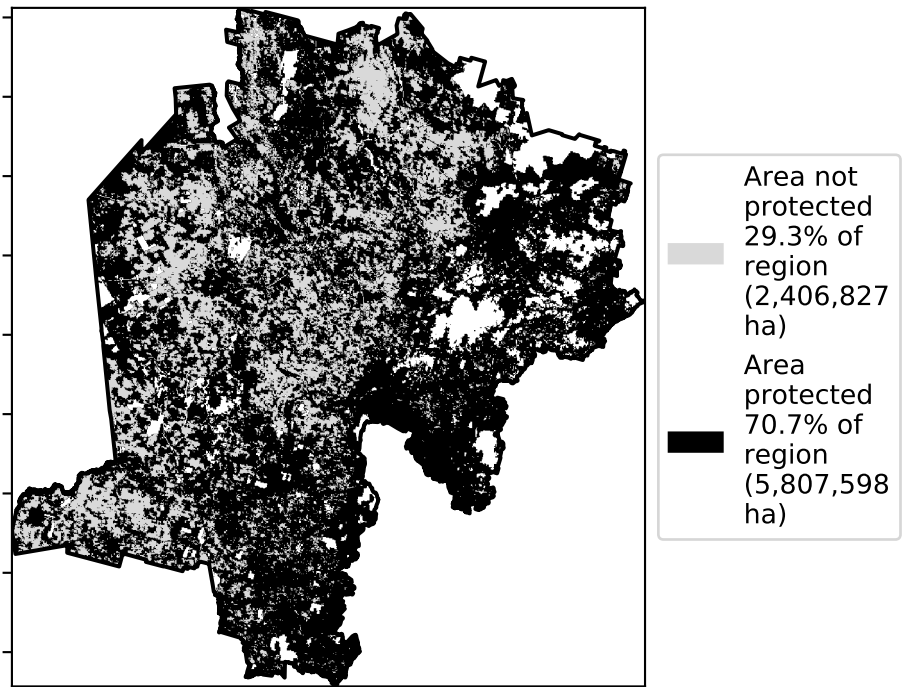 Area not
protected
29.3% of
region
(2,406,827
ha)
Area
protected
70.7% of
region
(5,807,598
ha)